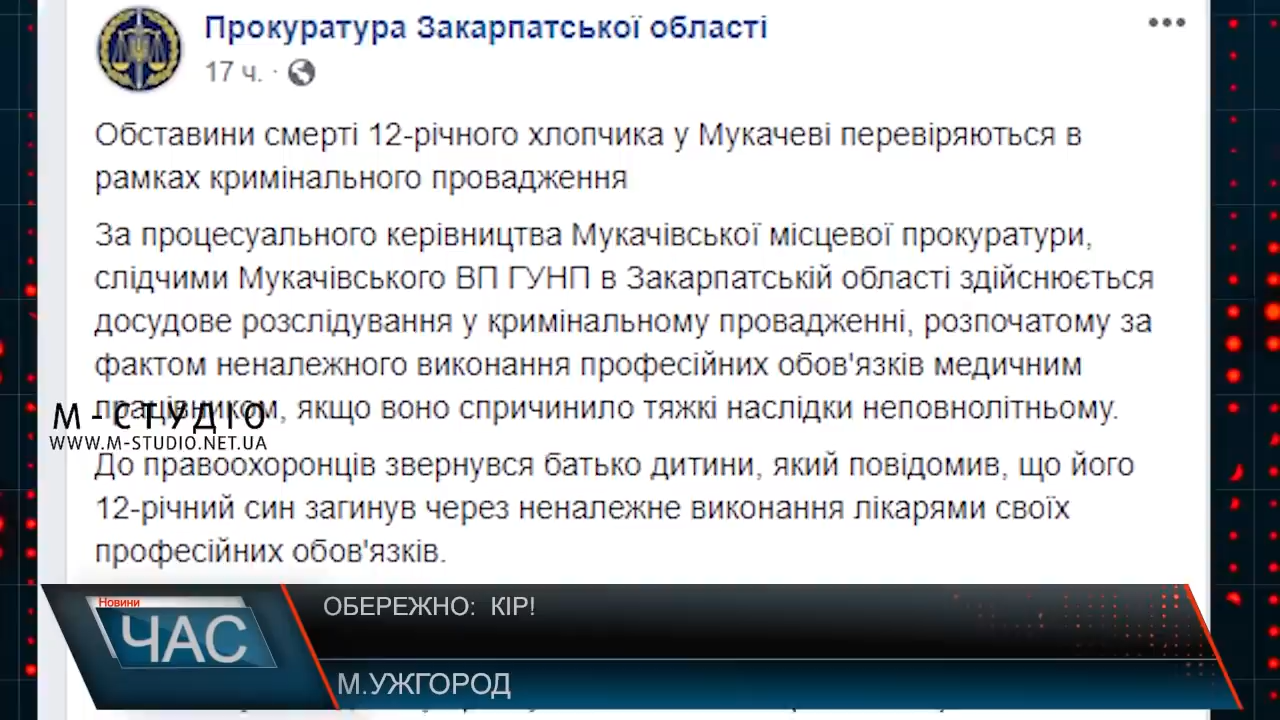 Прокуратура Закарпатської області
17 ч. ·
Обставини смерті 12-річного хлопчика у Мукачеві перевіряються в
рамках кримінального провадження
За процесуального керівництва Мукачівської місцевої прокуратури,
слідчими Мукачівського ВП ГУНП в Закарпатській області здійснюється
досудове розслідування у кримінальному провадженні, розпочатому за
фактом неналежного виконання професійних обов'язків медичним
працівником, якщо воно спричинило тяжкі наслідки неповнолітньому.
М - СТУДІО
WWW.M-STUDIO.NET.UA
До правоохоронців звернувся батько дитини, який повідомив, що його
12-річний син загинув через неналежне виконання лікарями своїх
професійних обов'язків.
Новини
ЧАС
ОБЕРЕЖНО: КІР!
М.УЖГОРОД